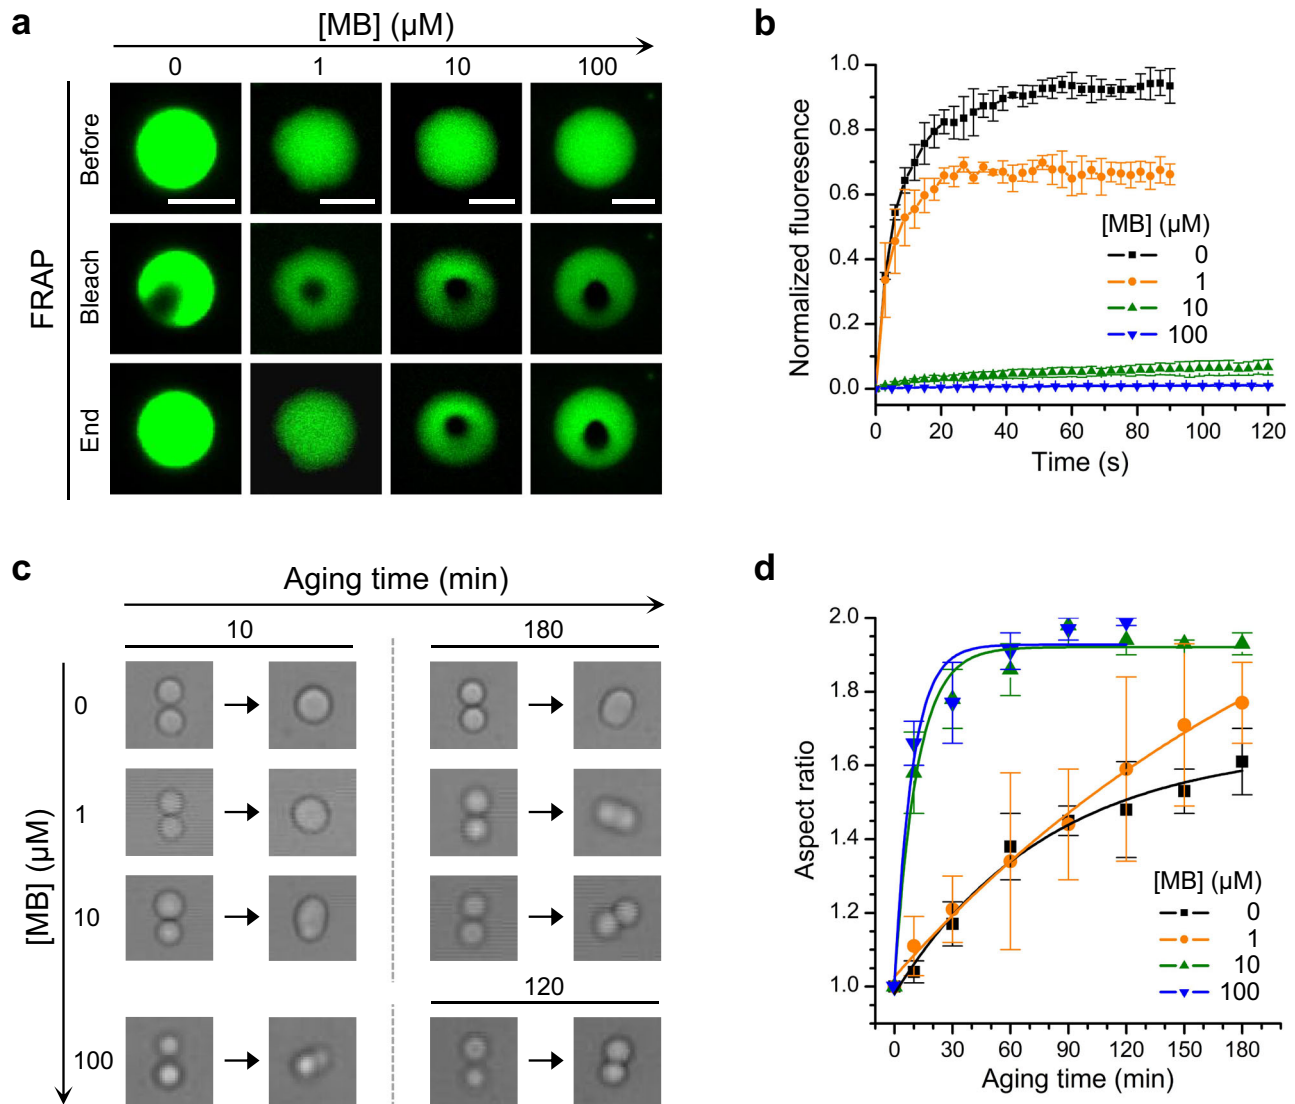 a
[MB] (µM)
0 1 10 100
FRAP
Before
Bleach
End
b
Normalized fluoresence
1.0
0.8
0.6
0.4
0.2
0.0
[MB] (µM)
0
1
10
100
0 20 40 60 80 100 120
Time (s)
c
Aging time (min)
10 180
[MB] (µM)
0
1
10
120
100
d
Aspect ratio
2.0
1.8
1.6
1.4
1.2
1.0
[MB] (µM)
0
1
10
100
0 30 60 90 120 150 180
Aging time (min)